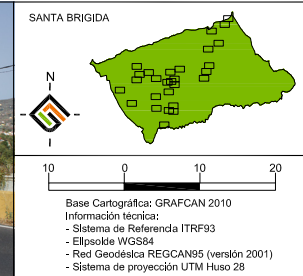 SANTA BRIGIDA
N
10 0 10 20
Base Cartográfica: GRAFCAN 2010
Información técnica:
- Sistema de Referencia ITRF93
- Elipsoide WGS84
- Red Geodésica REGCAN95 (versión 2001)
- Sistema de proyección UTM Huso 28